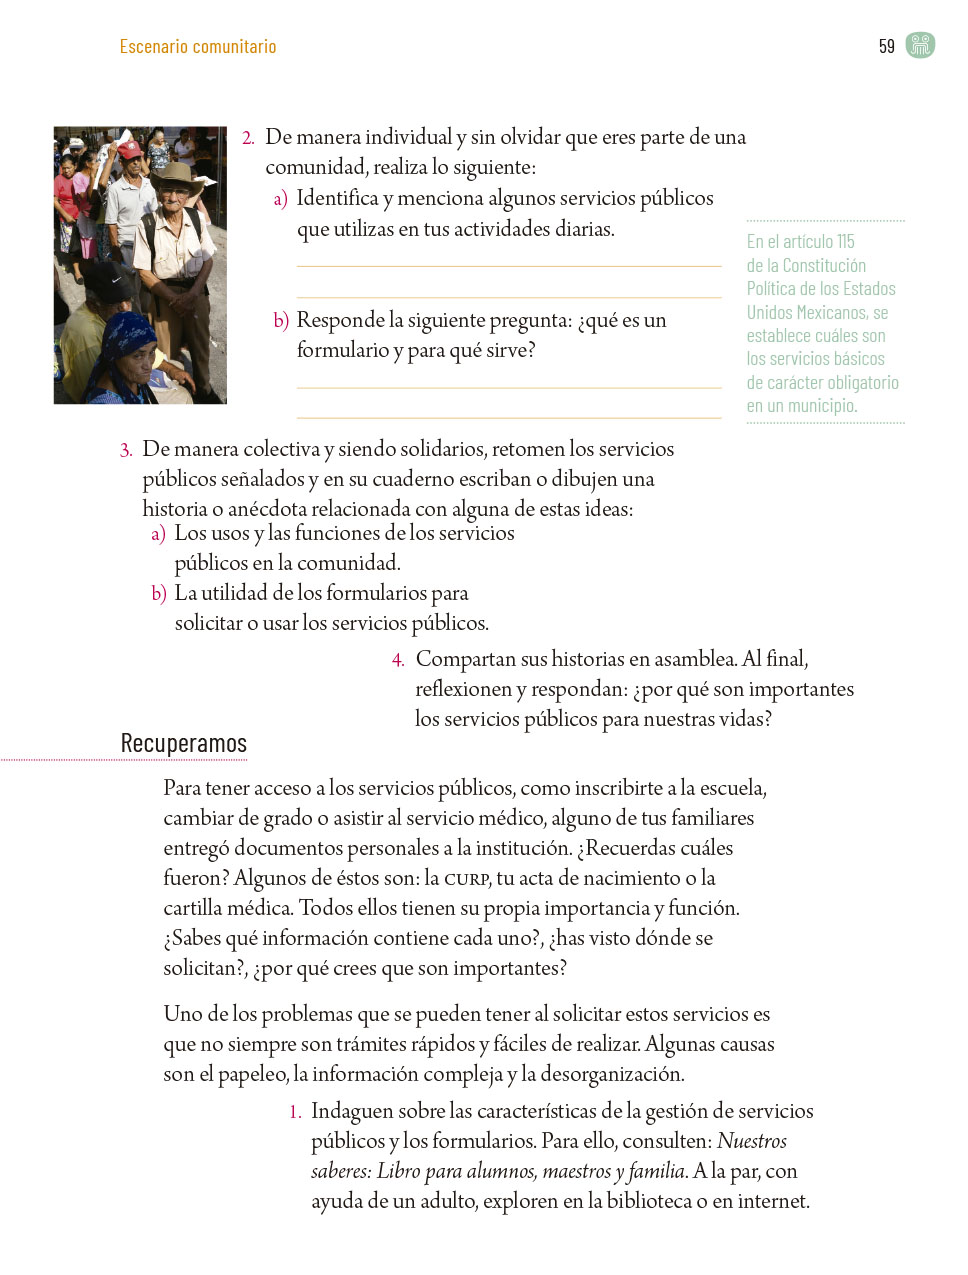 Escenario comunitario
59
2. De manera individual y sin olvidar que eres parte de una
comunidad, realiza lo siguiente:
a) Identifica y menciona algunos servicios públicos
que utilizas en tus actividades diarias.
b) Responde la siguiente pregunta: ¿qué es un
formulario y para qué sirve?
En el artículo 115
de la Constitución
Política de los Estados
Unidos Mexicanos, se
establece cuáles son
los servicios básicos
de carácter obligatorio
en un municipio.
3. De manera colectiva y siendo solidarios, retomen los servicios
públicos señalados y en su cuaderno escriban o dibujen una
historia o anécdota relacionada con alguna de estas ideas:
a) Los usos y las funciones de los servicios
públicos en la comunidad.
b) La utilidad de los formularios para
solicitar o usar los servicios públicos.
4. Compartan sus historias en asamblea. Al final,
reflexionen y respondan: ¿por qué son importantes
los servicios públicos para nuestras vidas?
Recuperamos
Para tener acceso a los servicios públicos, como inscribirte a la escuela,
cambiar de grado o asistir al servicio médico, alguno de tus familiares
entregó documentos personales a la institución. ¿Recuerdas cuáles
fueron? Algunos de éstos son: la CURP, tu acta de nacimiento o la
cartilla médica. Todos ellos tienen su propia importancia y función.
¿Sabes qué información contiene cada uno?, ¿has visto dónde se
solicitan?, ¿por qué crees que son importantes?
Uno de los problemas que se pueden tener al solicitar estos servicios es
que no siempre son trámites rápidos y fáciles de realizar. Algunas causas
son el papeleo, la información compleja y la desorganización.
1. Indaguen sobre las características de la gestión de servicios
públicos y los formularios. Para ello, consulten: Nuestros
saberes: Libro para alumnos, maestros y familia. A la par, con
ayuda de un adulto, exploren en la biblioteca o en internet.